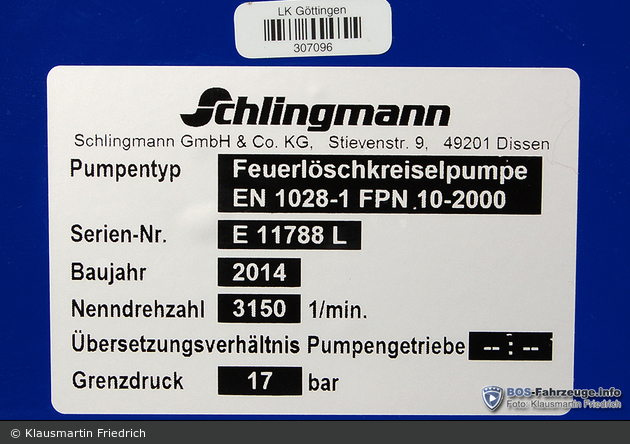 LK Göttingen
307096
Schlingmann
Schlingmann GmbH & Co. KG, Stievenstr. 9, 49201 Dissen
Pumpentyp Feuerlöschkreiselpumpe
EN 1028-1 FPN 10-2000
Serien-Nr. E 11788 L
Baujahr 2014
Nenndrehzahl 3150 1/min.
Übersetzungsverhältnis Pumpengetriebe --:--
Grenzdruck 17 bar
BOS-Fahrzeuge.Info
Foto: Klausmartin Friedrich
© Klausmartin Friedrich